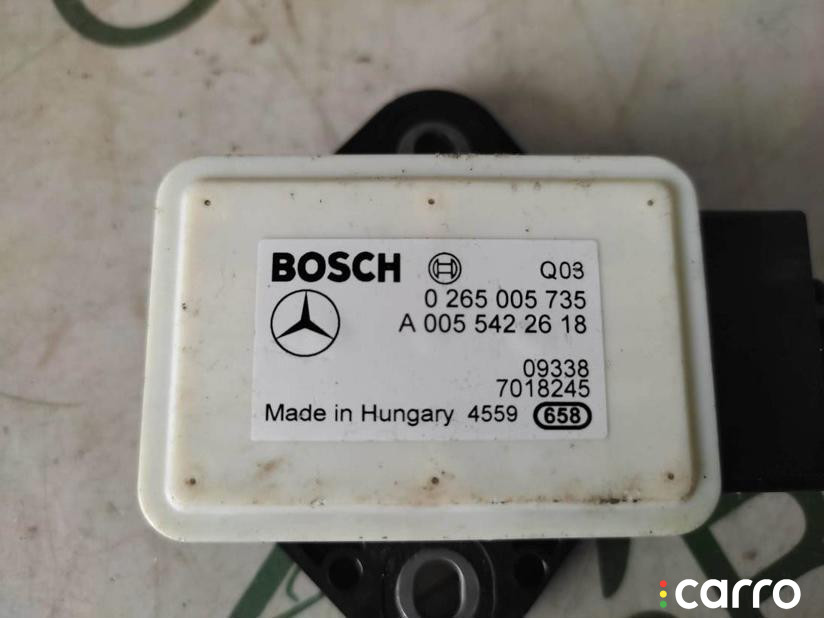 BOSCH Q03
0 265 005 735
A 005 542 26 18
09338
7018245
Made in Hungary 4559 658
carro